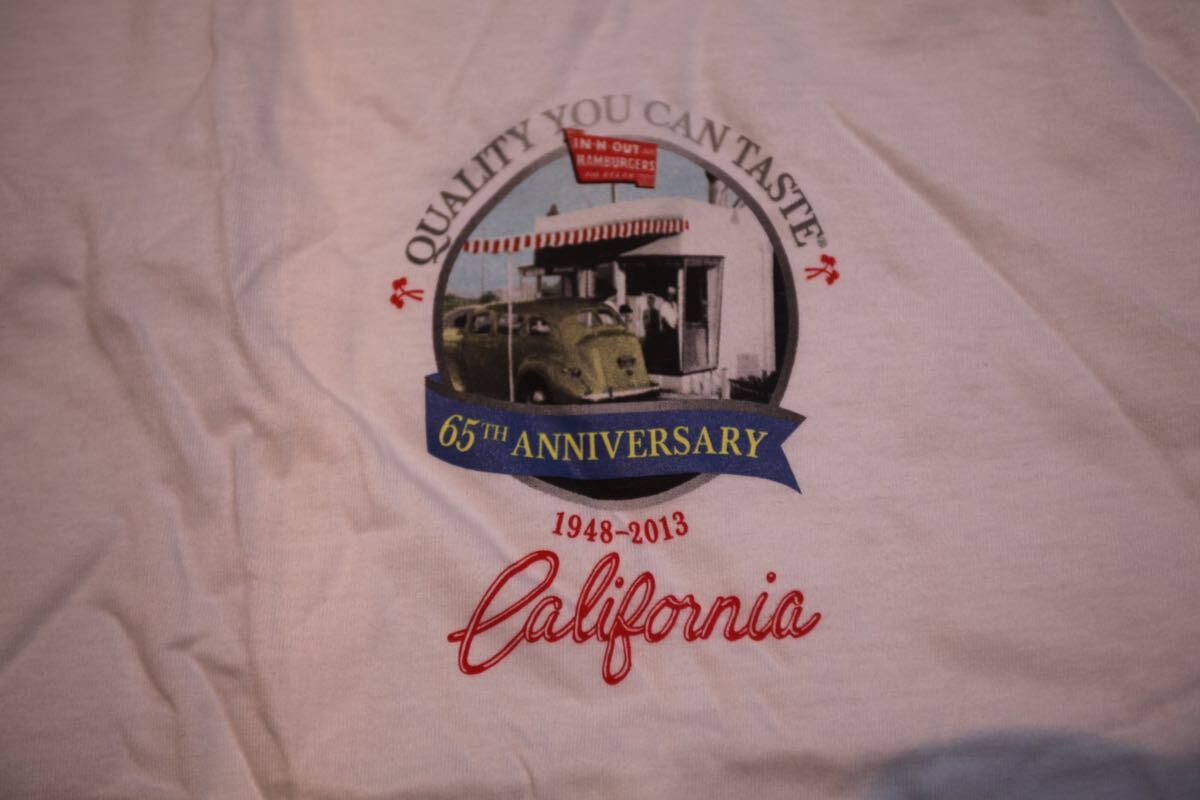 QUALITY YOU CAN TASTE®
IN-N-OUT
HAMBURGERS
65TH ANNIVERSARY
1948-2013
California